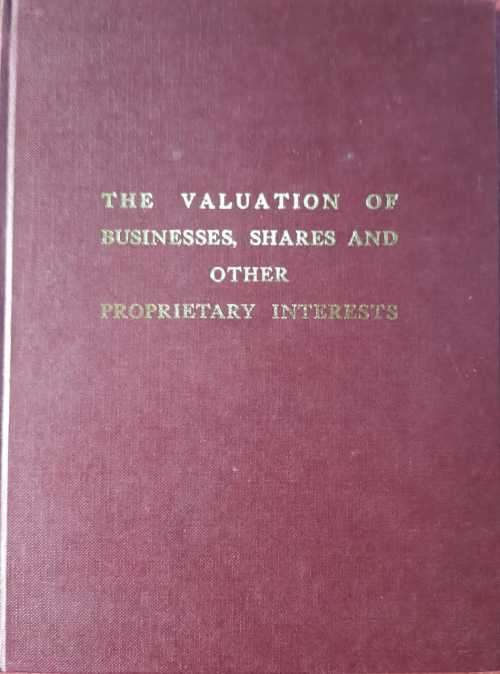 THE VALUATION OF
BUSINESSES, SHARES AND
OTHER
PROPRIETARY INTERESTS